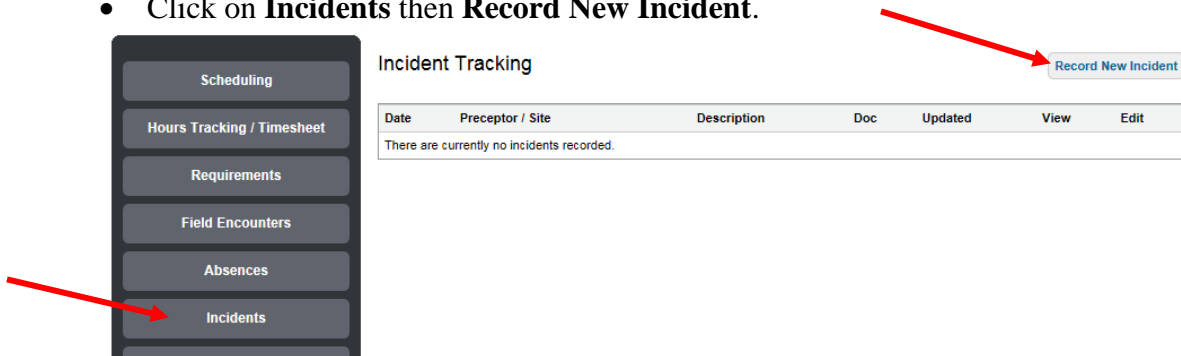 • Click on Incidents then Record New Incident.
Scheduling
Hours Tracking / Timesheet
Requirements
Field Encounters
Absences
Incidents
Incident Tracking
Record New Incident
Date Preceptor / Site Description Doc Updated View Edit
There are currently no incidents recorded.